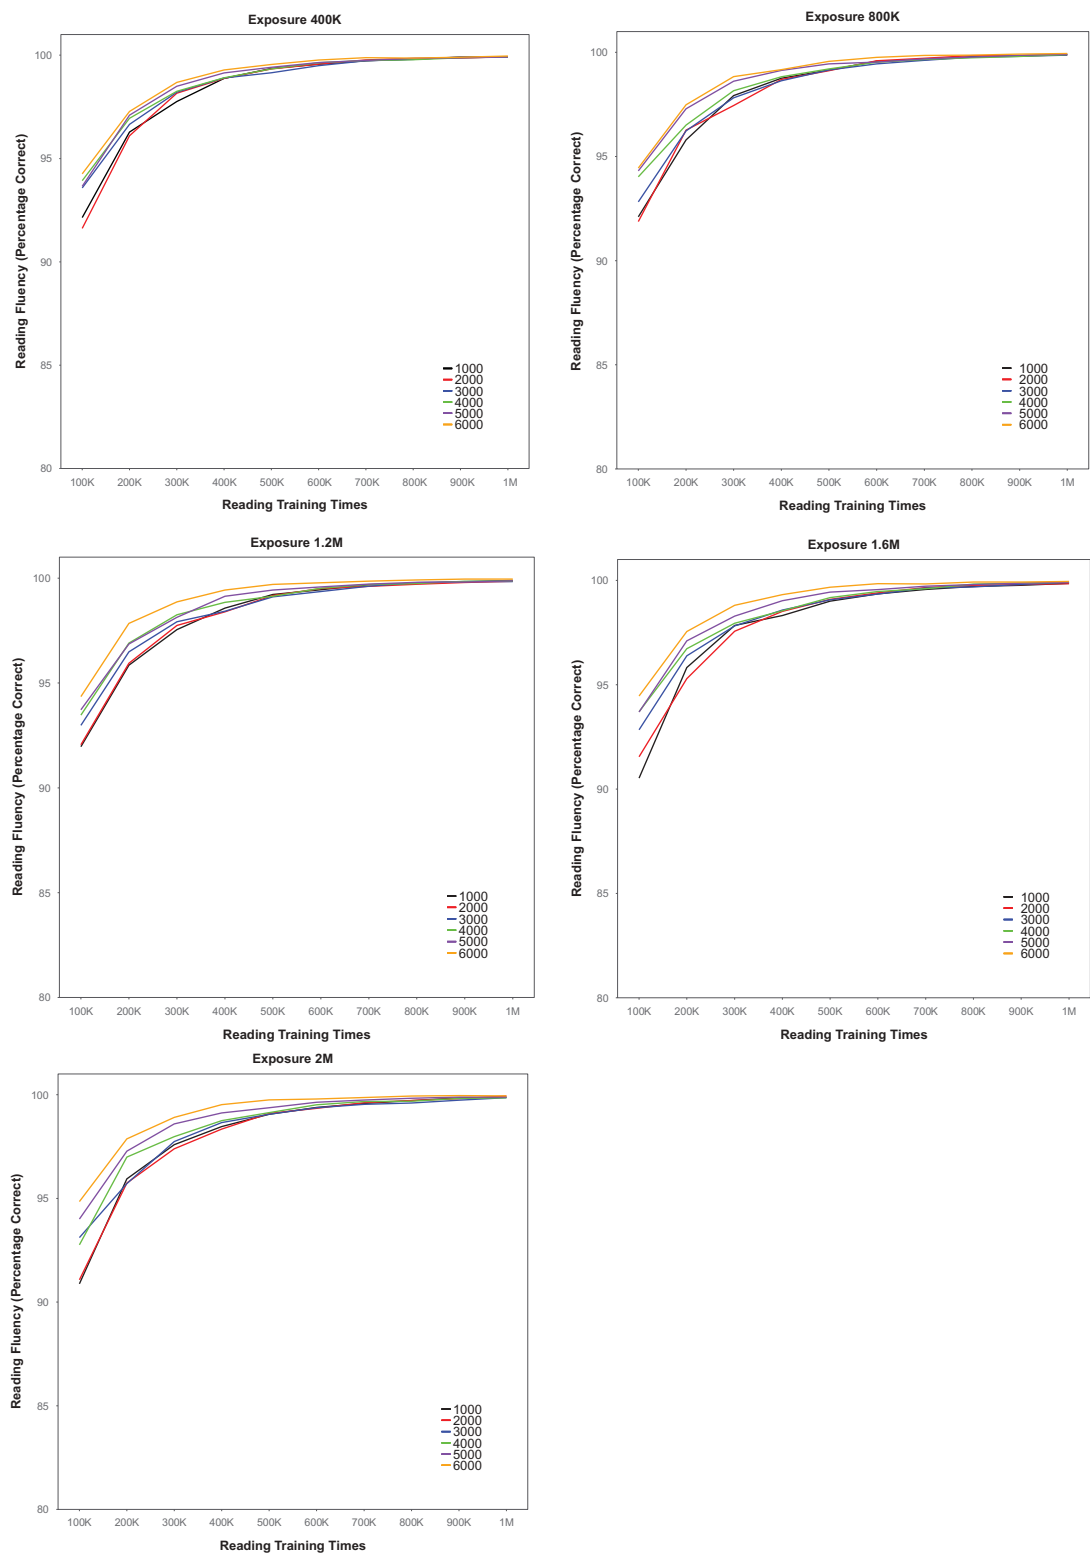 Exposure 400K
Reading Fluency (Percentage Correct)
100
95
90
85
80
1000
2000
3000
4000
5000
6000
100K 200K 300K 400K 500K 600K 700K 800K 900K 1M
Reading Training Times
Exposure 800K
Reading Fluency (Percentage Correct)
100
95
90
85
80
1000
2000
3000
4000
5000
6000
100K 200K 300K 400K 500K 600K 700K 800K 900K 1M
Reading Training Times
Exposure 1.2M
Reading Fluency (Percentage Correct)
100
95
90
85
80
1000
2000
3000
4000
5000
6000
100K 200K 300K 400K 500K 600K 700K 800K 900K 1M
Reading Training Times
Exposure 1.6M
Reading Fluency (Percentage Correct)
100
95
90
85
80
1000
2000
3000
4000
5000
6000
100K 200K 300K 400K 500K 600K 700K 800K 900K 1M
Reading Training Times
Exposure 2M
Reading Fluency (Percentage Correct)
100
95
90
85
80
1000
2000
3000
4000
5000
6000
100K 200K 300K 400K 500K 600K 700K 800K 900K 1M
Reading Training Times